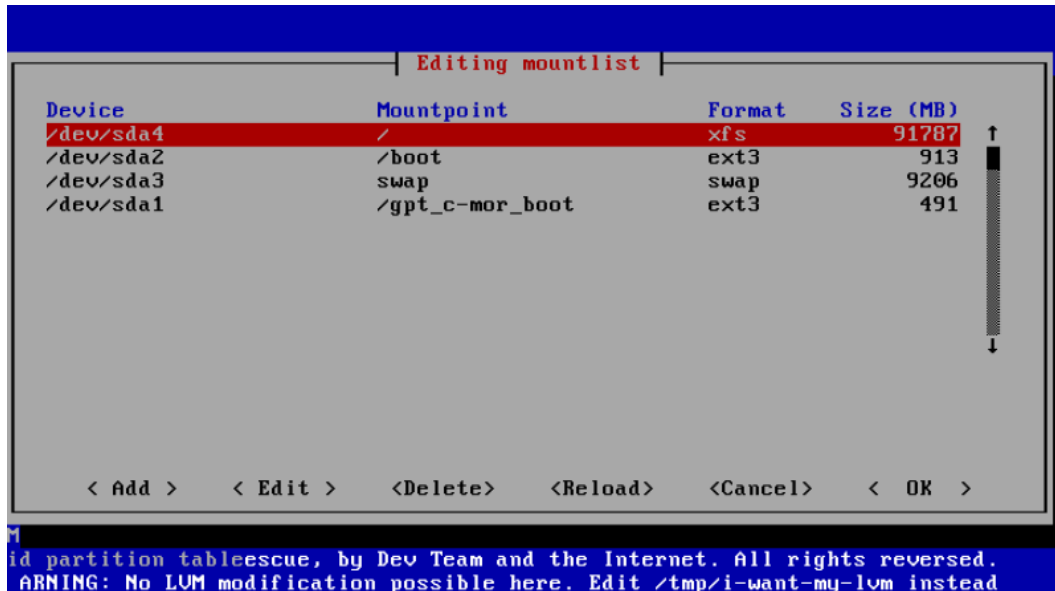 Editing mountlist
Device Mountpoint Format Size (MB)
/dev/sda4 / xfs 91787
/dev/sda2 /boot ext3 913
/dev/sda3 swap swap 9206
/dev/sda1 /gpt_c-mor_boot ext3 491
< Add > < Edit > <Delete> <Reload> <Cancel> < OK >
M
id partition tableescue, by Dev Team and the Internet. All rights reversed.
ARNING: No LVM modification possible here. Edit /tmp/i-want-my-lvm instead